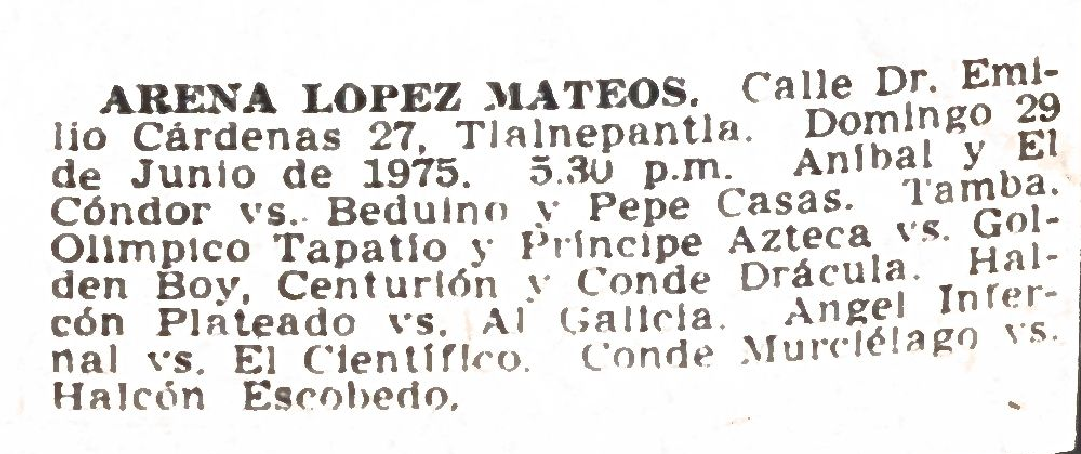 ARENA LOPEZ MATEOS. Calle Dr. Emi-
lio Cárdenas 27, Tlalnepantla. Domingo 29
de Junio de 1975. 5.30 p.m. Aníbal y El
Cóndor vs. Beduino y Pepe Casas. Tamba.
Olimpico Tapatío y Príncipe Azteca vs. Gol-
den Boy, Centurión y Conde Drácula. Hal-
cón Plateado vs. Al Galicia. Angel Infer-
nal vs. El Científico. Conde Murciélago vs.
Halcón Escobedo.